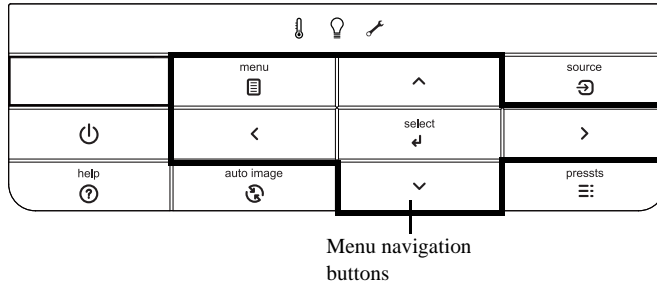 menu
source
select
help
auto image
pressts
Menu navigation
buttons